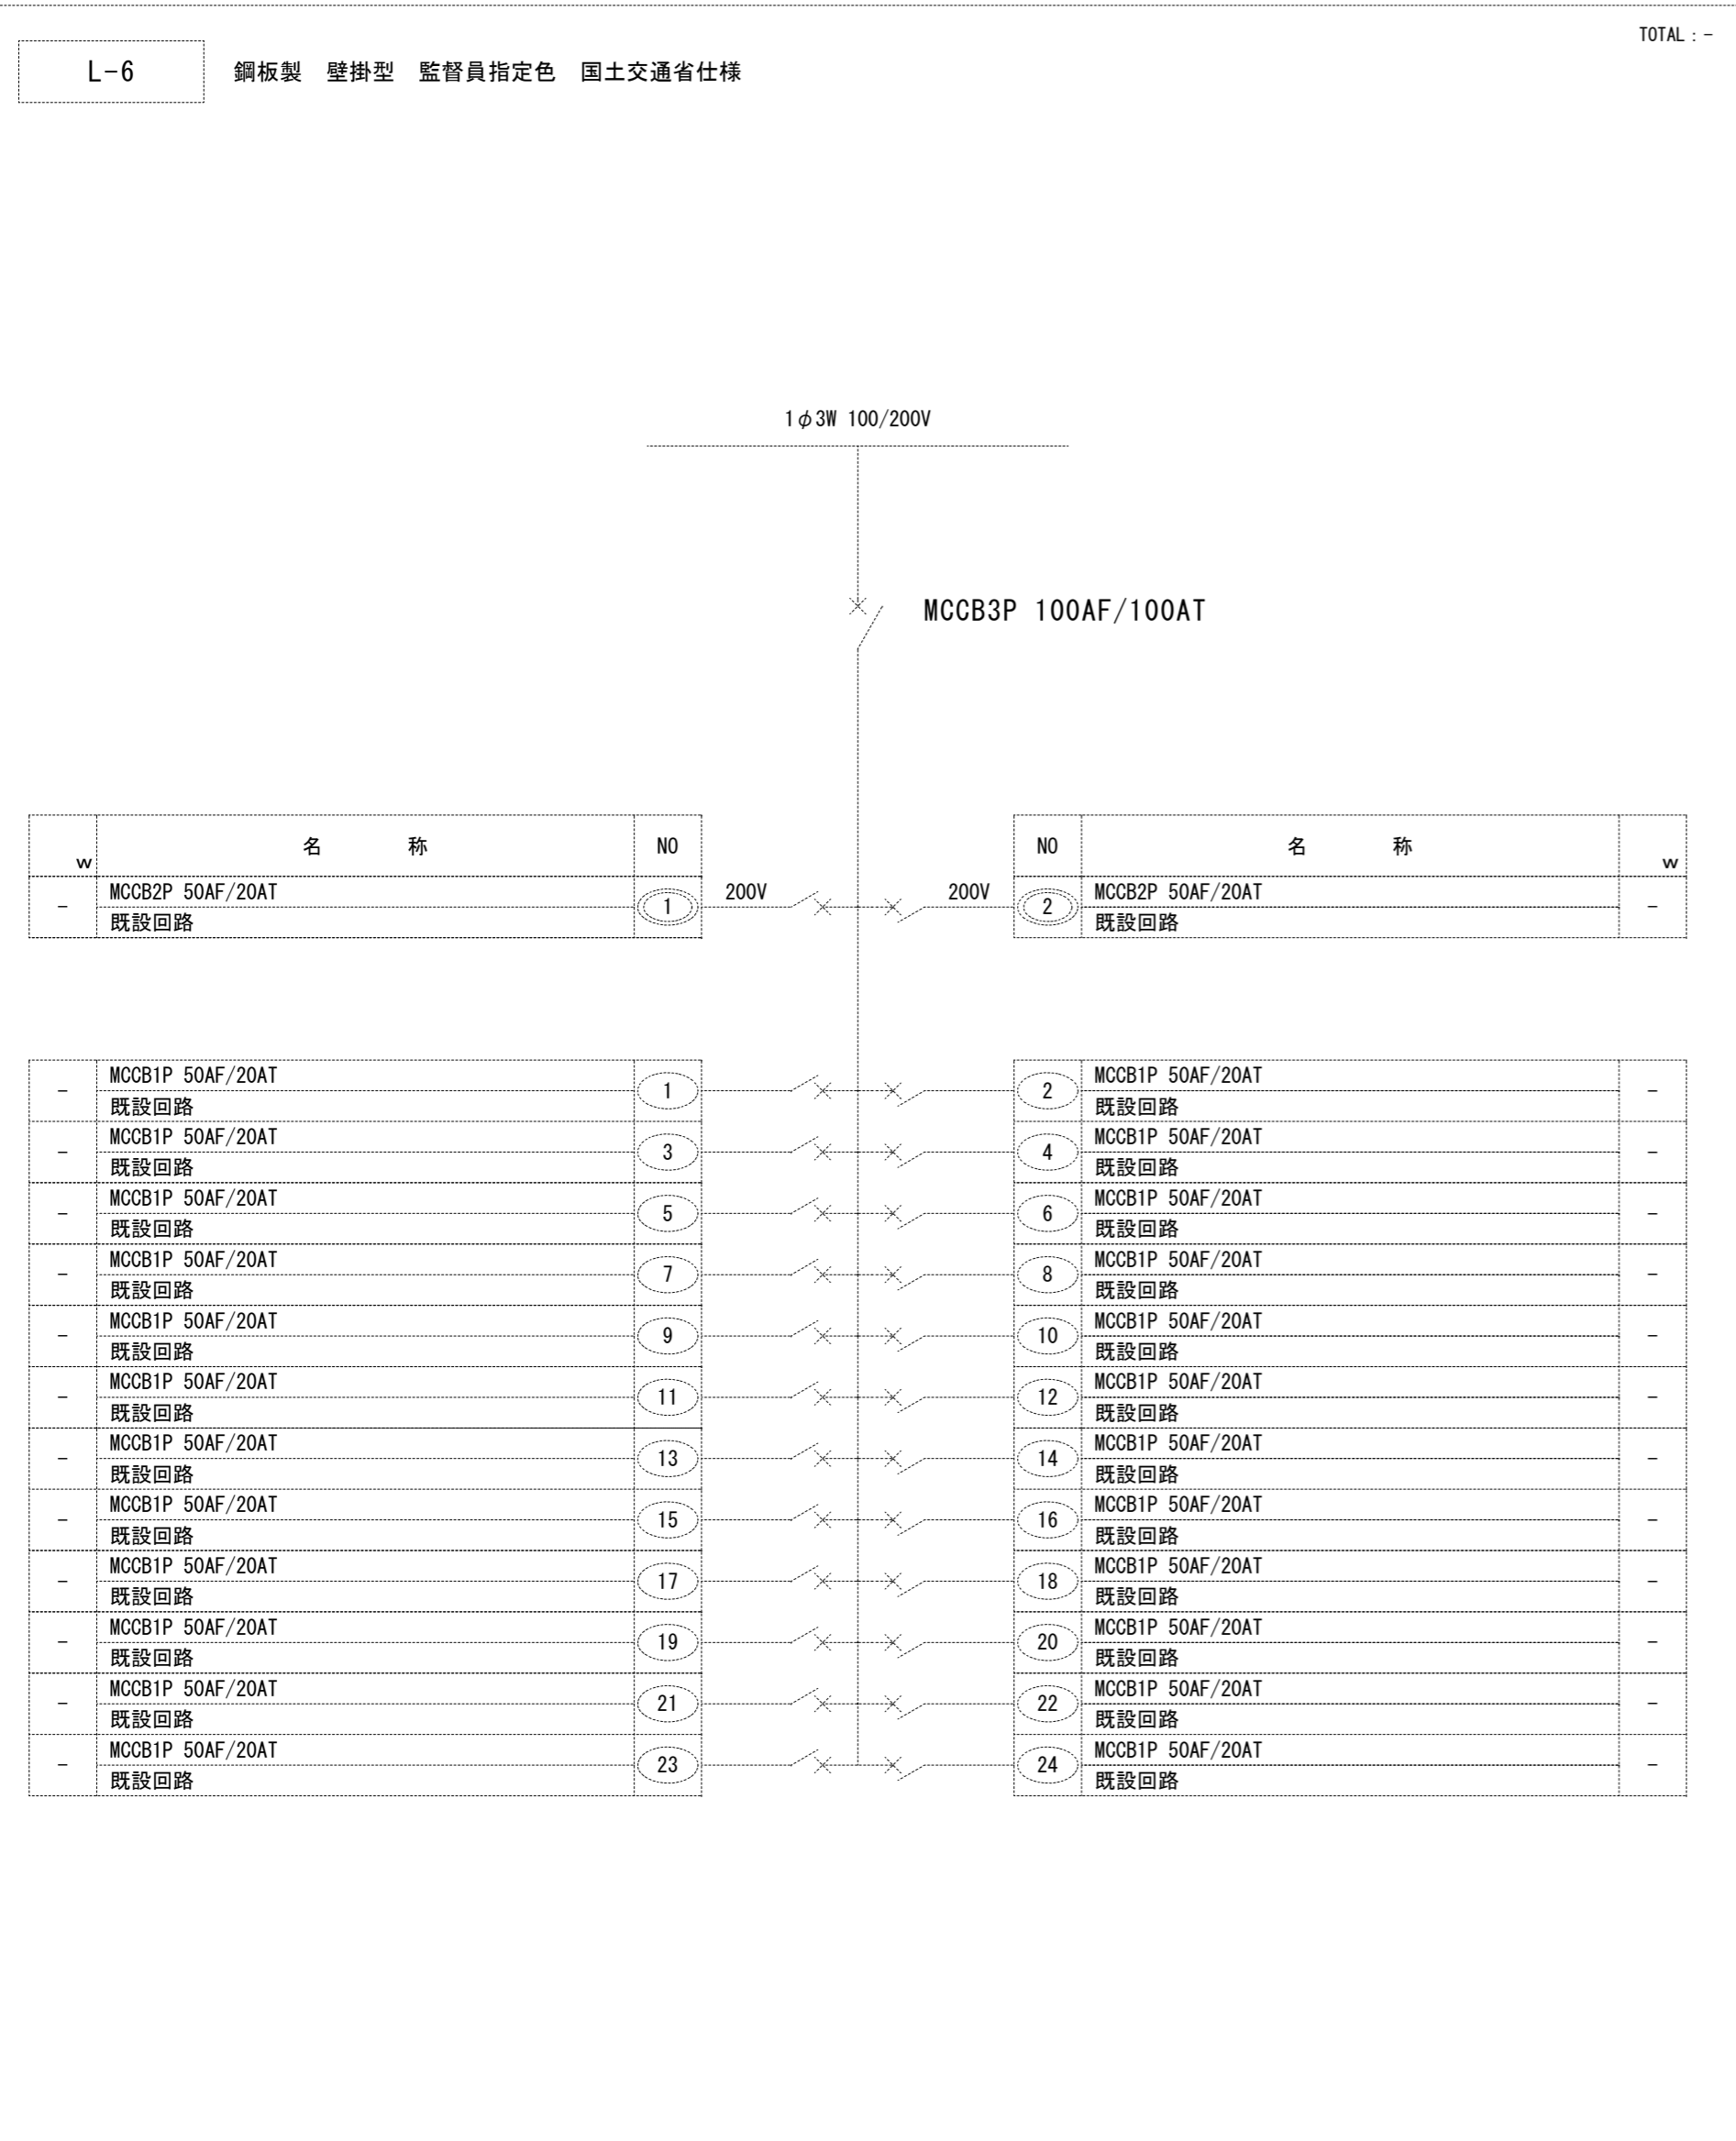 TOTAL：－
L－6　鋼板製　壁掛型　監督員指定色　国土交通省仕様
1φ3W 100/200V
MCCB3P 100AF/100AT
W 名称 NO NO 名称 W
－ MCCB2P 50AF/20AT 1 200V 200V 2 MCCB2P 50AF/20AT －
既設回路 既設回路
－ MCCB1P 50AF/20AT 1 2 MCCB1P 50AF/20AT －
既設回路 既設回路
－ MCCB1P 50AF/20AT 3 4 MCCB1P 50AF/20AT －
既設回路 既設回路
－ MCCB1P 50AF/20AT 5 6 MCCB1P 50AF/20AT －
既設回路 既設回路
－ MCCB1P 50AF/20AT 7 8 MCCB1P 50AF/20AT －
既設回路 既設回路
－ MCCB1P 50AF/20AT 9 10 MCCB1P 50AF/20AT －
既設回路 既設回路
－ MCCB1P 50AF/20AT 11 12 MCCB1P 50AF/20AT －
既設回路 既設回路
－ MCCB1P 50AF/20AT 13 14 MCCB1P 50AF/20AT －
既設回路 既設回路
－ MCCB1P 50AF/20AT 15 16 MCCB1P 50AF/20AT －
既設回路 既設回路
－ MCCB1P 50AF/20AT 17 18 MCCB1P 50AF/20AT －
既設回路 既設回路
－ MCCB1P 50AF/20AT 19 20 MCCB1P 50AF/20AT －
既設回路 既設回路
－ MCCB1P 50AF/20AT 21 22 MCCB1P 50AF/20AT －
既設回路 既設回路
－ MCCB1P 50AF/20AT 23 24 MCCB1P 50AF/20AT －
既設回路 既設回路